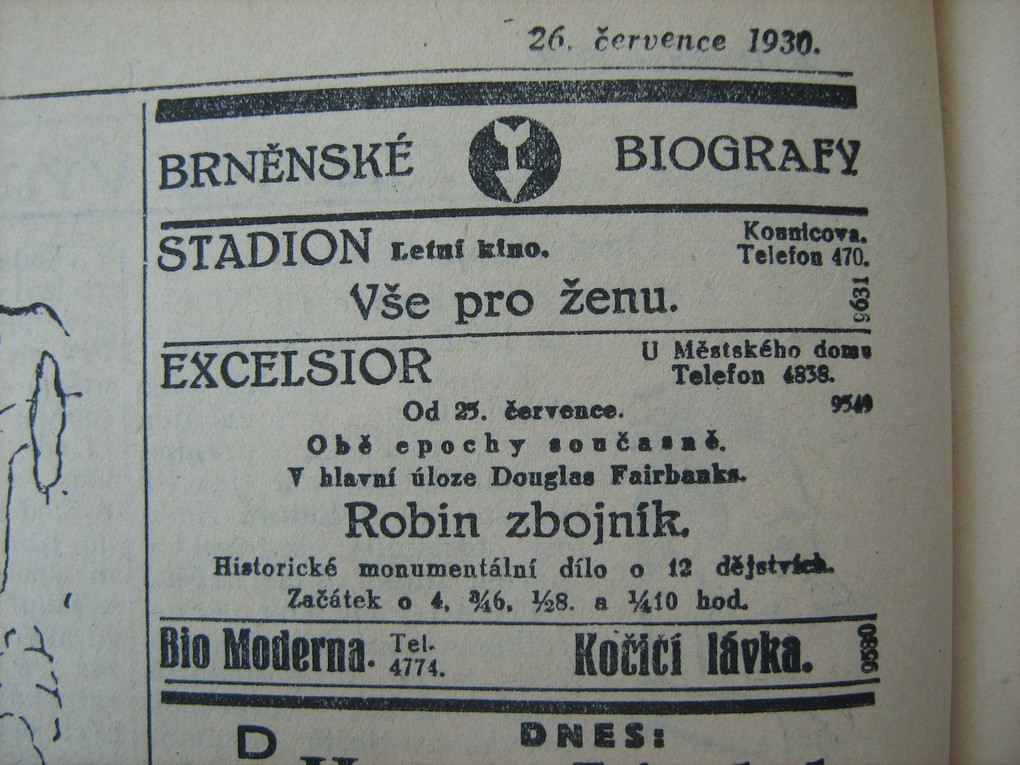 26. července 1930.
BRNĚNSKÉ BIOGRAFY
STADION Letní kino. Kounicova.
Telefon 470.
Vše pro ženu. 9631
EXCELSIOR U Městského domu
Telefon 4838.
Od 25. července. 9549
Obě epochy současně.
V hlavní úloze Douglas Fairbanks.
Robin zbojník.
Historické monumentální dílo o 12 dějstvích.
Začátek o 4, ¾6, ½8. a ¼10 hod.
Bio Moderna. Tel. 4774. Kočičí lávka. 9580
D DNES: